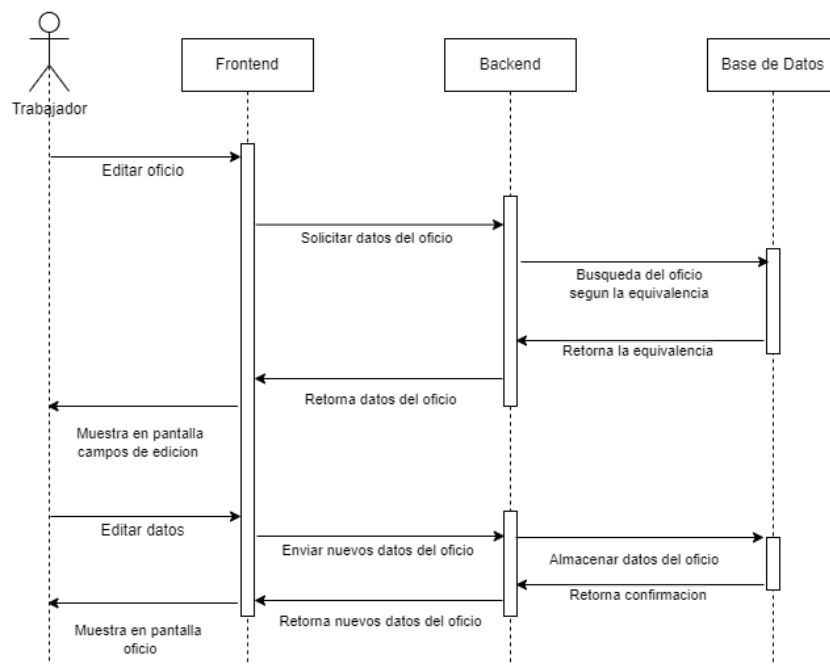 Frontend
Backend
Base de Datos
Trabajador
Editar oficio
Solicitar datos del oficio
Busqueda del oficio
segun la equivalencia
Retorna la equivalencia
Retorna datos del oficio
Muestra en pantalla
campos de edicion
Editar datos
Enviar nuevos datos del oficio
Almacenar datos del oficio
Retorna confirmacion
Retorna nuevos datos del oficio
Muestra en pantalla
oficio